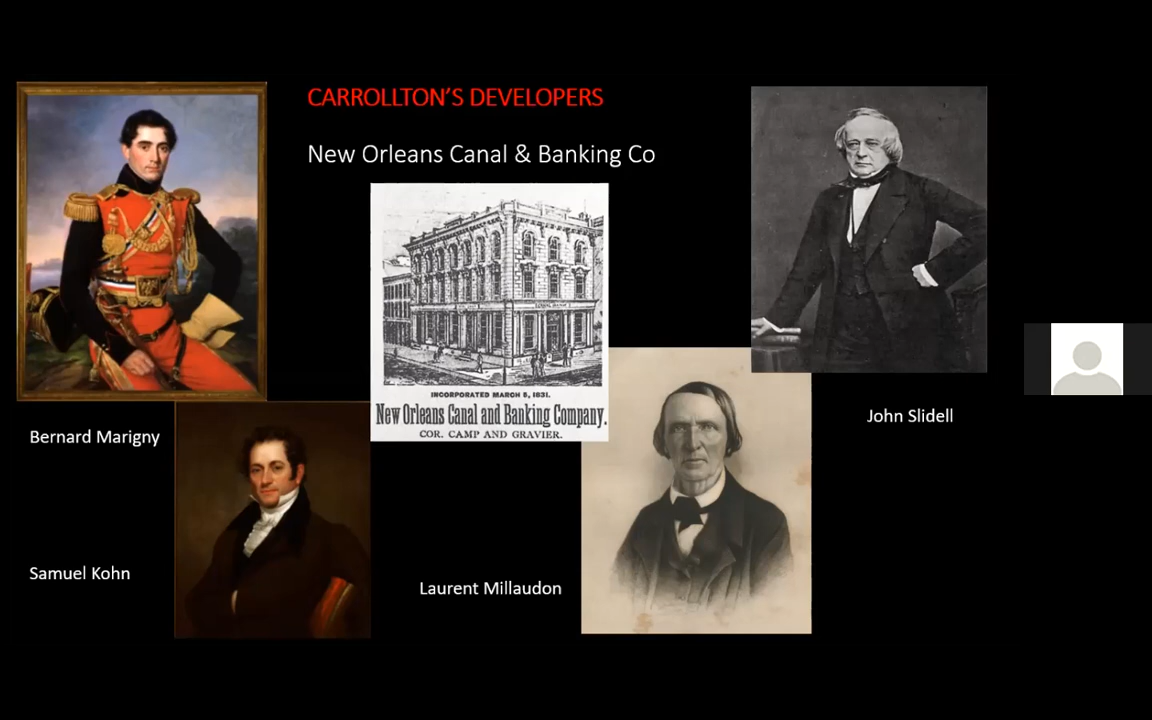 CARROLLTON'S DEVELOPERS
New Orleans Canal & Banking Co
INCORPORATED MARCH 5, 1831.
New Orleans Canal and Banking Company.
COR. CAMP AND GRAVIER.
Bernard Marigny
John Slidell
Samuel Kohn
Laurent Millaudon